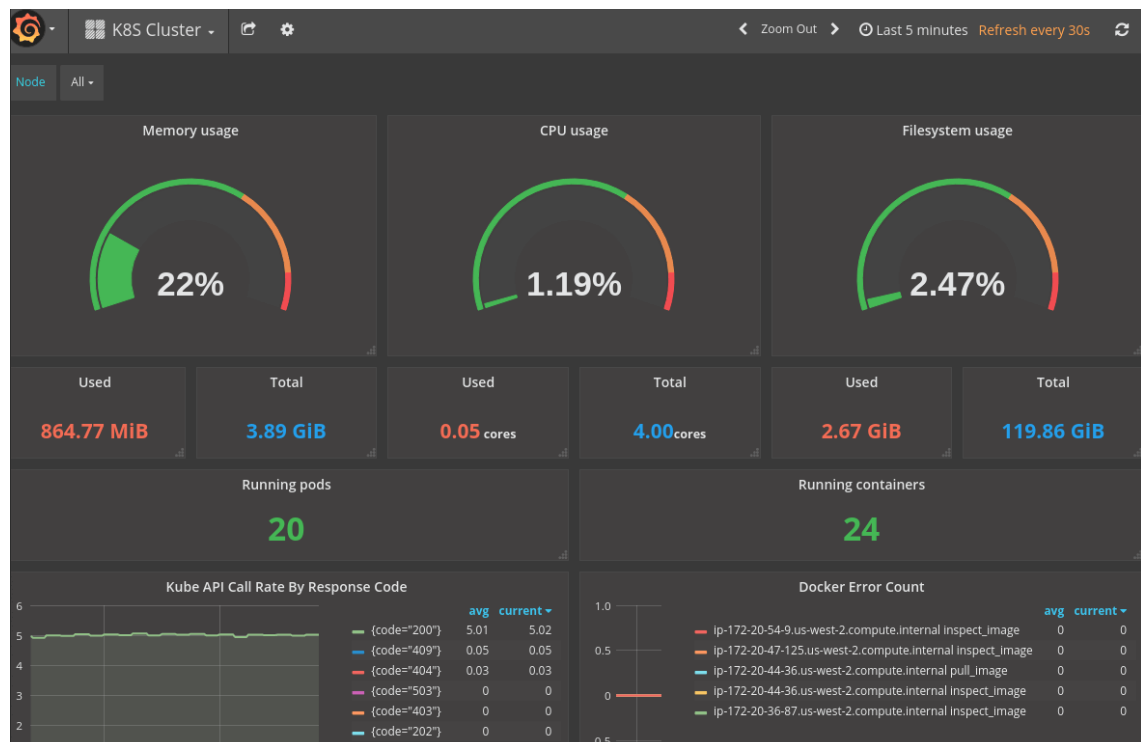 K8S Cluster
Zoom Out
Last 5 minutes Refresh every 30s
Node
All
Memory usage
CPU usage
Filesystem usage
22%
1.19%
2.47%
Used
Total
Used
Total
Used
Total
864.77 MiB
3.89 GiB
0.05 cores
4.00cores
2.67 GiB
119.86 GiB
Running pods
Running containers
20
24
Kube API Call Rate By Response Code
6
5
4
3
2
avg current
{code="200"} 5.01 5.02
{code="409"} 0.05 0.05
{code="404"} 0.03 0.03
{code="503"} 0 0
{code="403"} 0 0
{code="202"} 0 0
Docker Error Count
1.0
0.5
0
0.5
avg current
ip-172-20-54-9.us-west-2.compute.internal inspect_image 0 0
ip-172-20-47-125.us-west-2.compute.internal inspect_image 0 0
ip-172-20-44-36.us-west-2.compute.internal pull_image 0 0
ip-172-20-44-36.us-west-2.compute.internal inspect_image 0 0
ip-172-20-36-87.us-west-2.compute.internal inspect_image 0 0